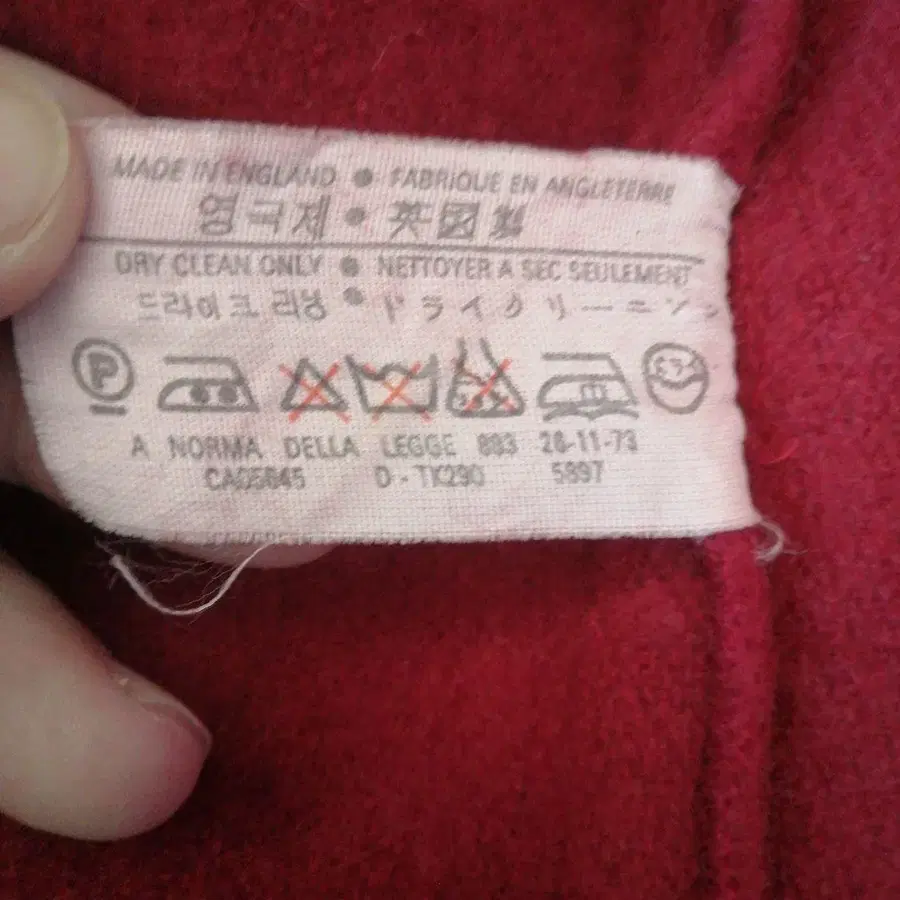 MADE IN ENGLAND ● FABRIQUE EN ANGLETERRE
영국제 ● 英国製
DRY CLEAN ONLY ● NETTOYER A SEC SEULEMENT
드라이크 리닝 ● ドライクリーニング
P
A NORMA DELLA LEGGE 883 26-11-73
CA05845 D-TX290 5897